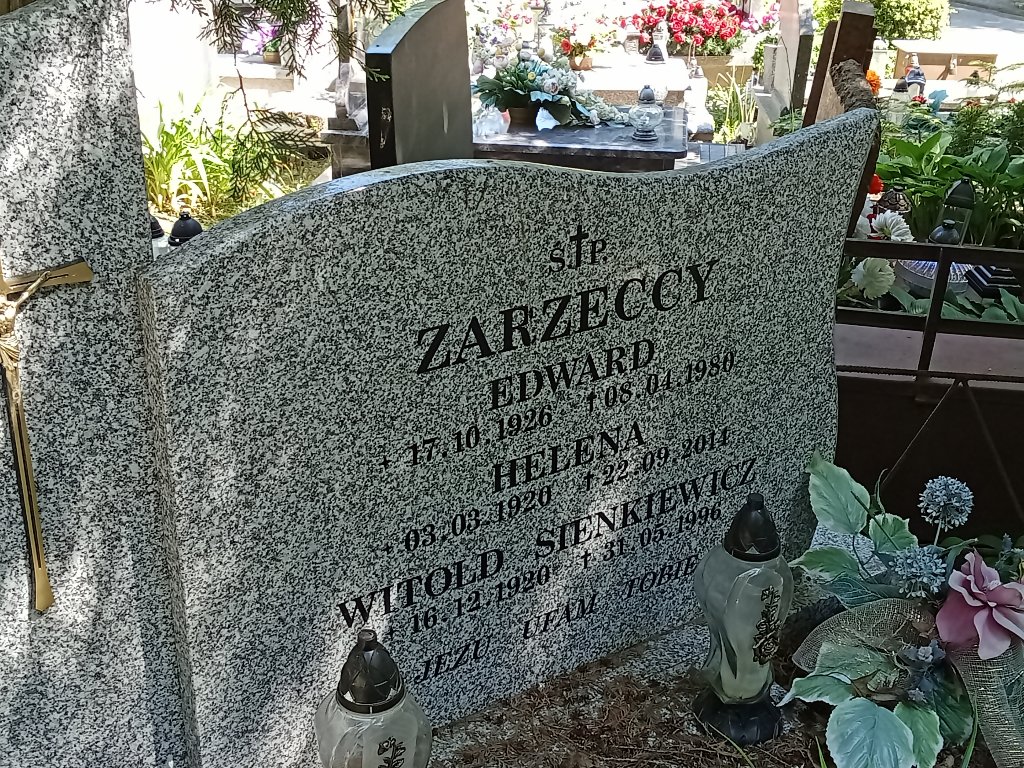 Ś✝P.
ZARZECCY
EDWARD
+ 17.10.1926 ✝08.04.1980
HELENA
+ 03.03.1920 ✝22.09.2011
WITOLD SIENKIEWICZ
+ 16.12.1920 ✝31.05.1996
JEZU UFAM TOBIE